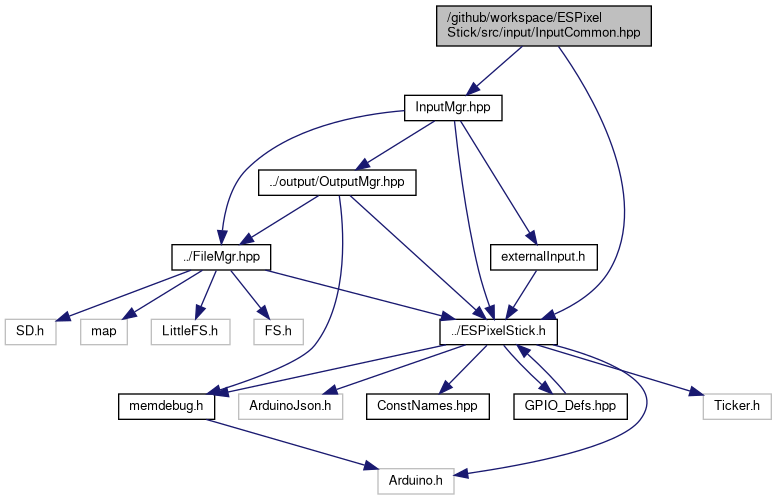 /github/workspace/ESPixel
Stick/src/input/InputCommon.hpp
InputMgr.hpp
../output/OutputMgr.hpp
../FileMgr.hpp
externalInput.h
SD.h
map
LittleFS.h
FS.h
../ESPixelStick.h
memdebug.h
ArduinoJson.h
ConstNames.hpp
GPIO_Defs.hpp
Ticker.h
Arduino.h